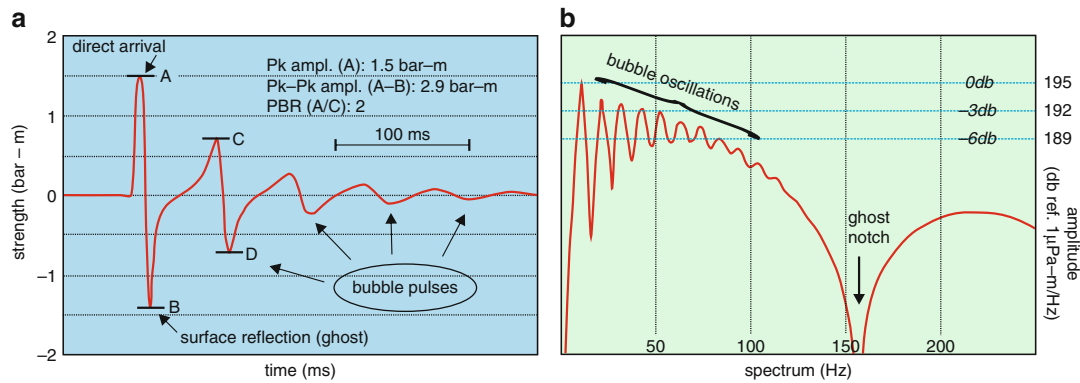 a
2
1
0
−1
−2
strength (bar – m)
time (ms)
direct arrival
A
Pk ampl. (A): 1.5 bar–m
Pk–Pk ampl. (A–B): 2.9 bar–m
PBR (A/C): 2
100 ms
C
D
B
bubble pulses
surface reflection (ghost)
b
bubble oscillations
0db
−3db
−6db
195
192
189
ghost
notch
50
100
150
200
spectrum (Hz)
amplitude
(db ref. 1μPa–m/Hz)